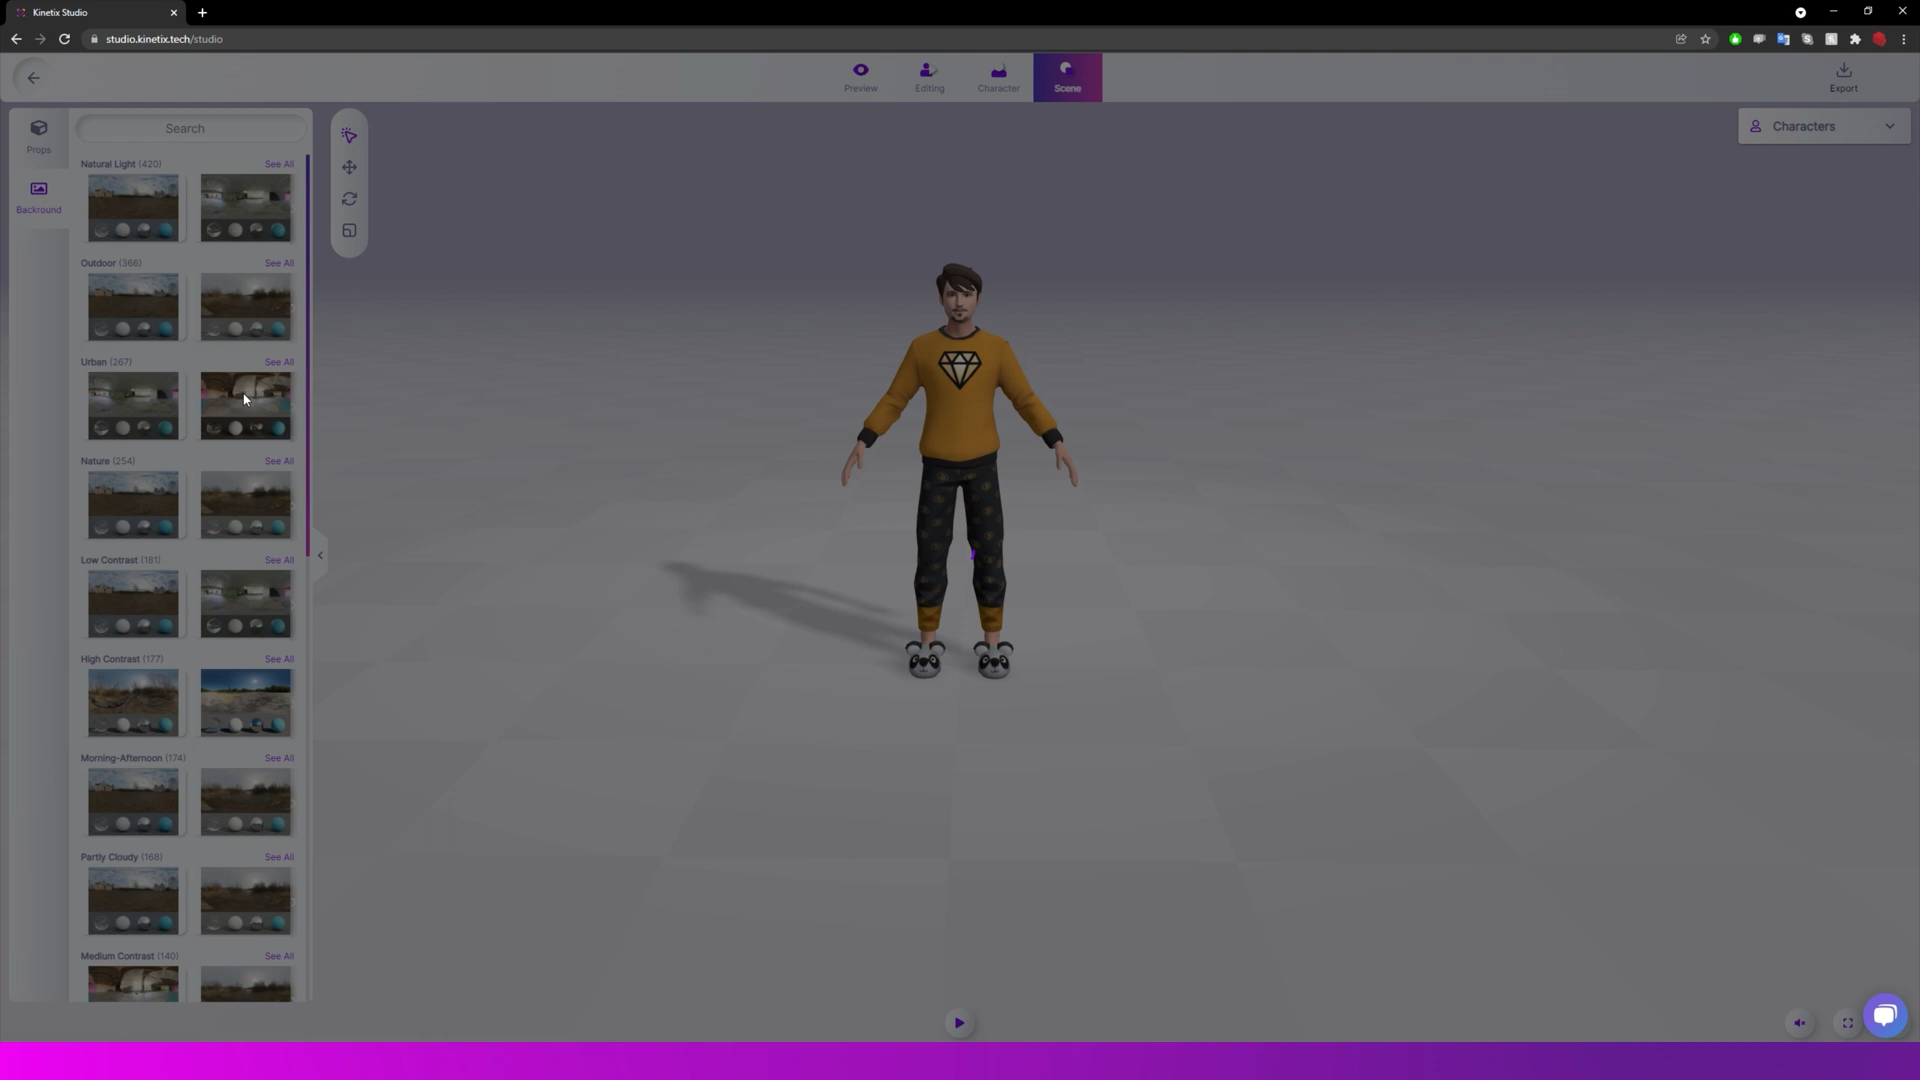 Kinetix Studio
studio.kinetix.tech/studio
Preview
Editing
Character
Scene
Export
Props
Backround
Search
Natural Light (420) See All
Outdoor (366) See All
Urban (267) See All
Nature (254) See All
Low Contrast (181) See All
High Contrast (177) See All
Morning-Afternoon (174) See All
Partly Cloudy (168) See All
Medium Contrast (140) See All
Characters